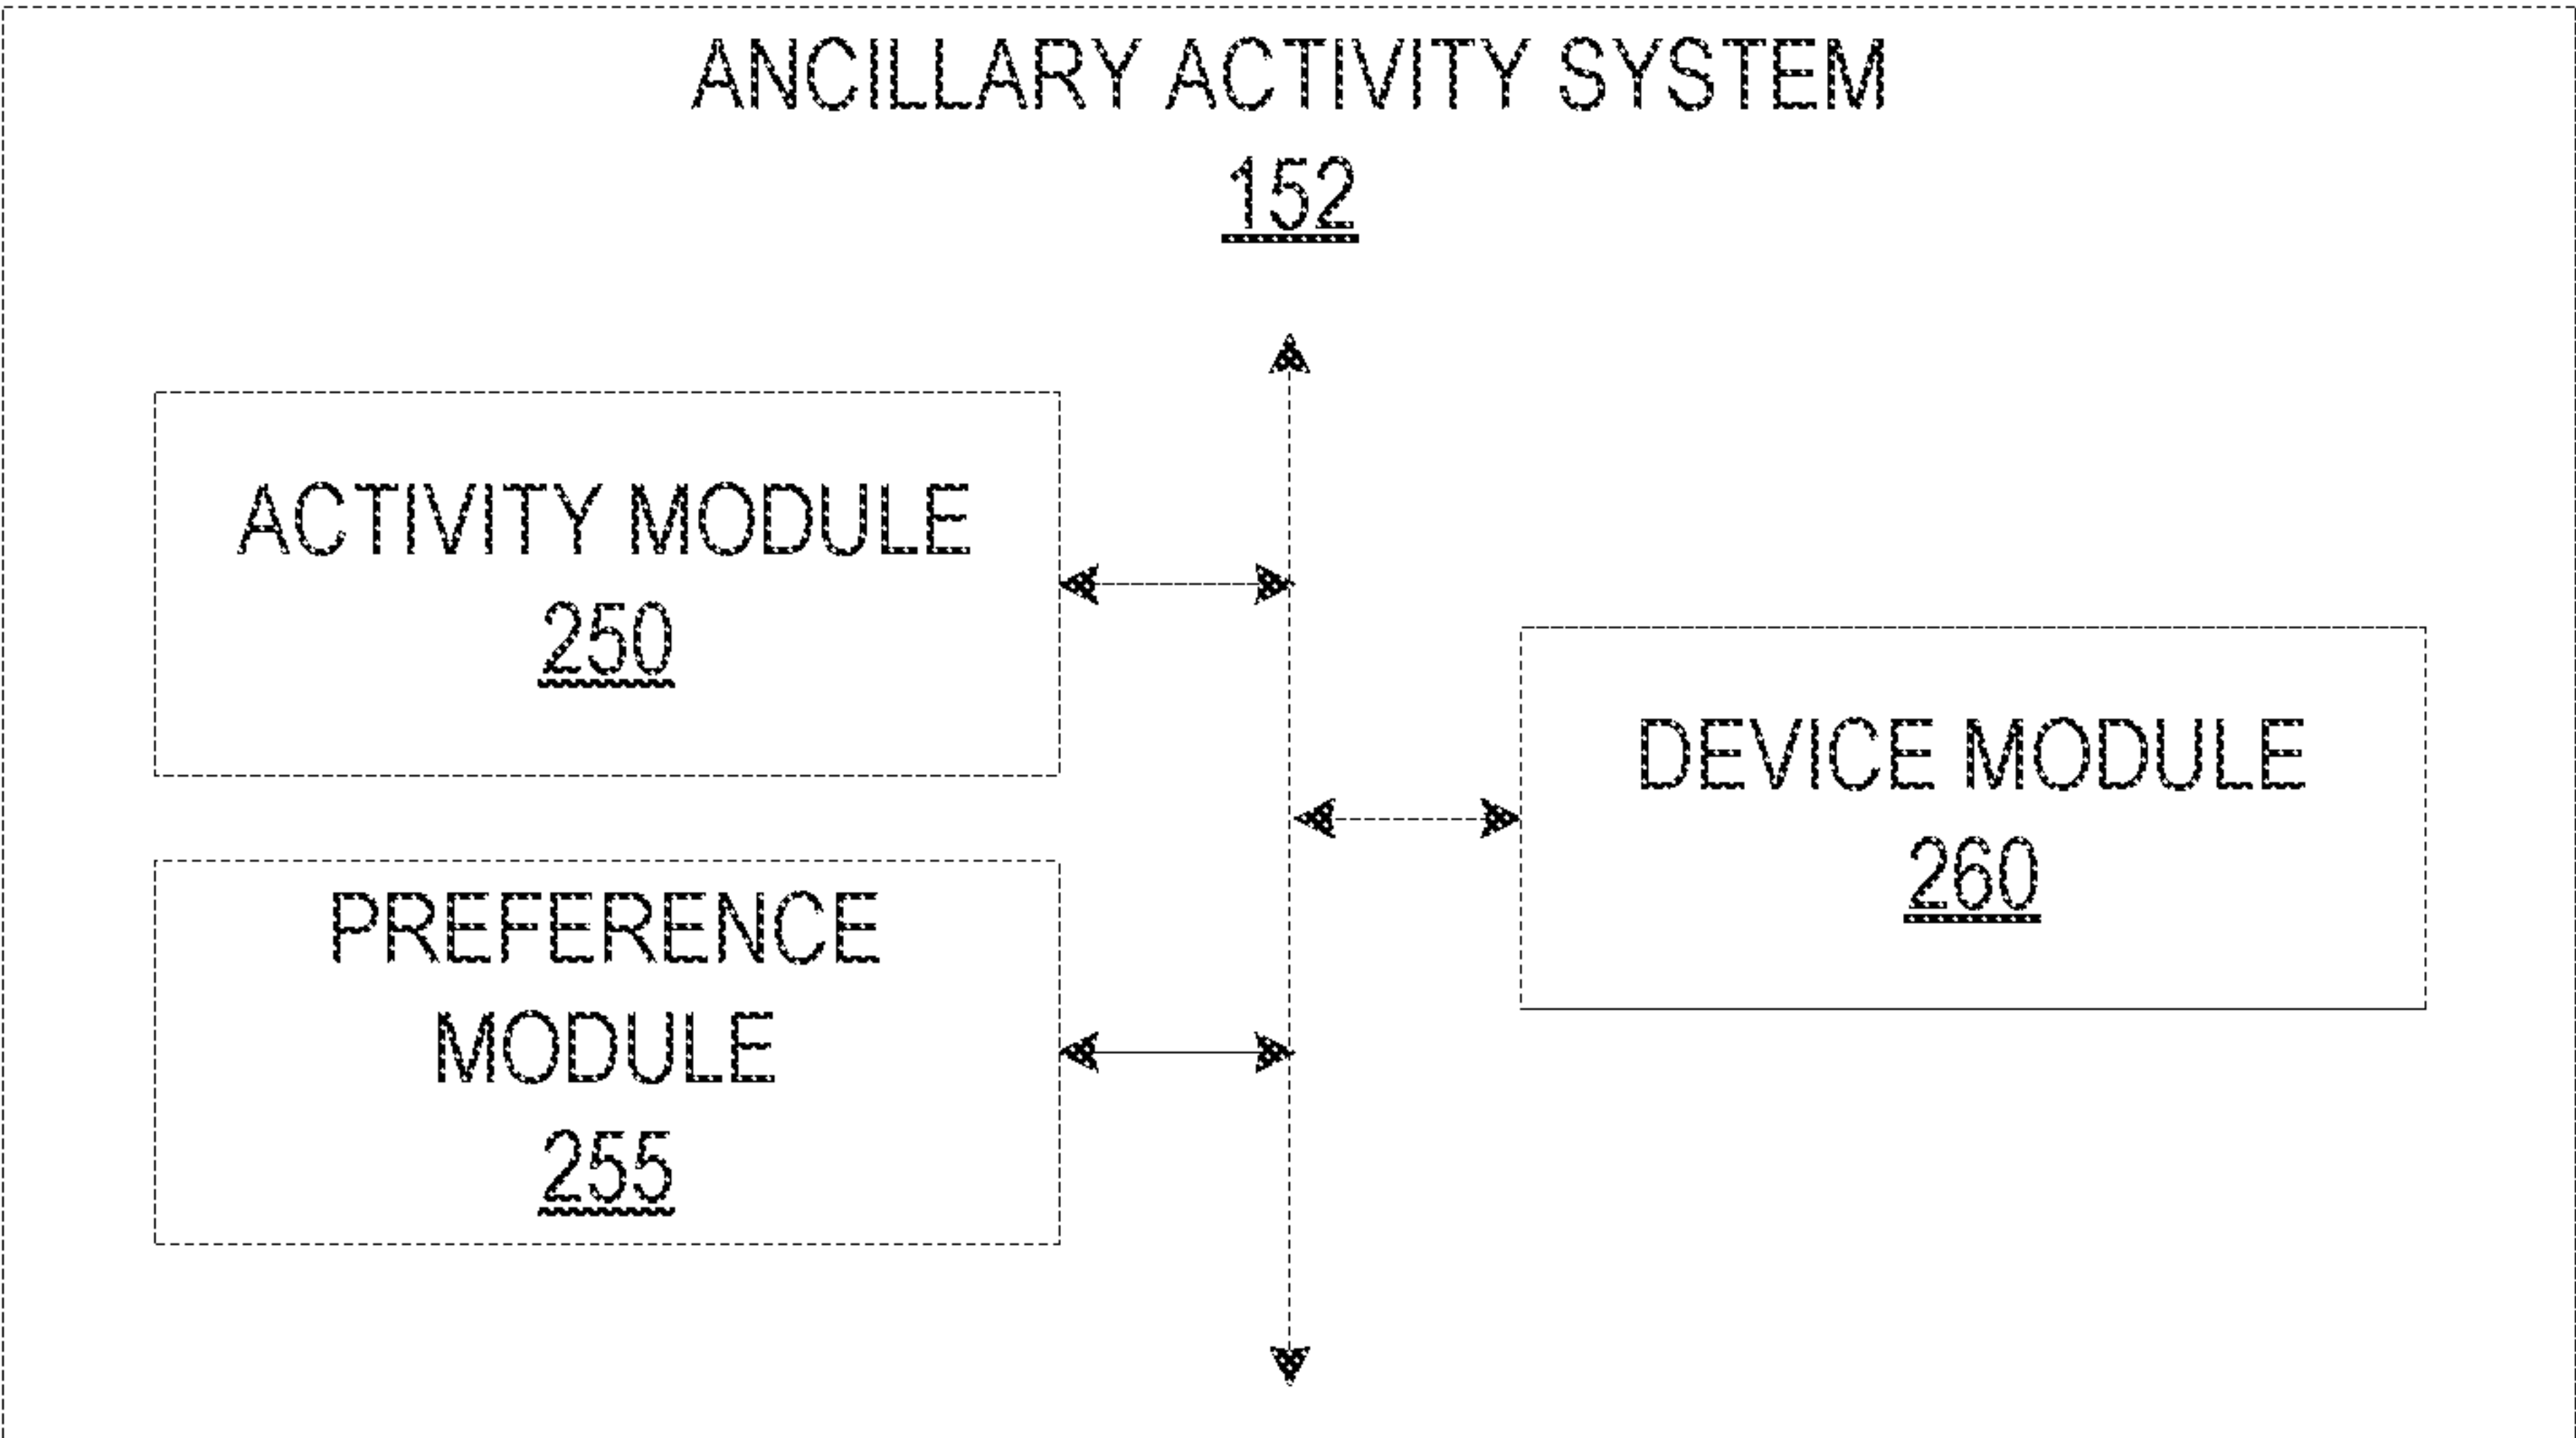 ANCILLARY ACTIVITY SYSTEM
152
ACTIVITY MODULE
250
PREFERENCE
MODULE
255
DEVICE MODULE
260